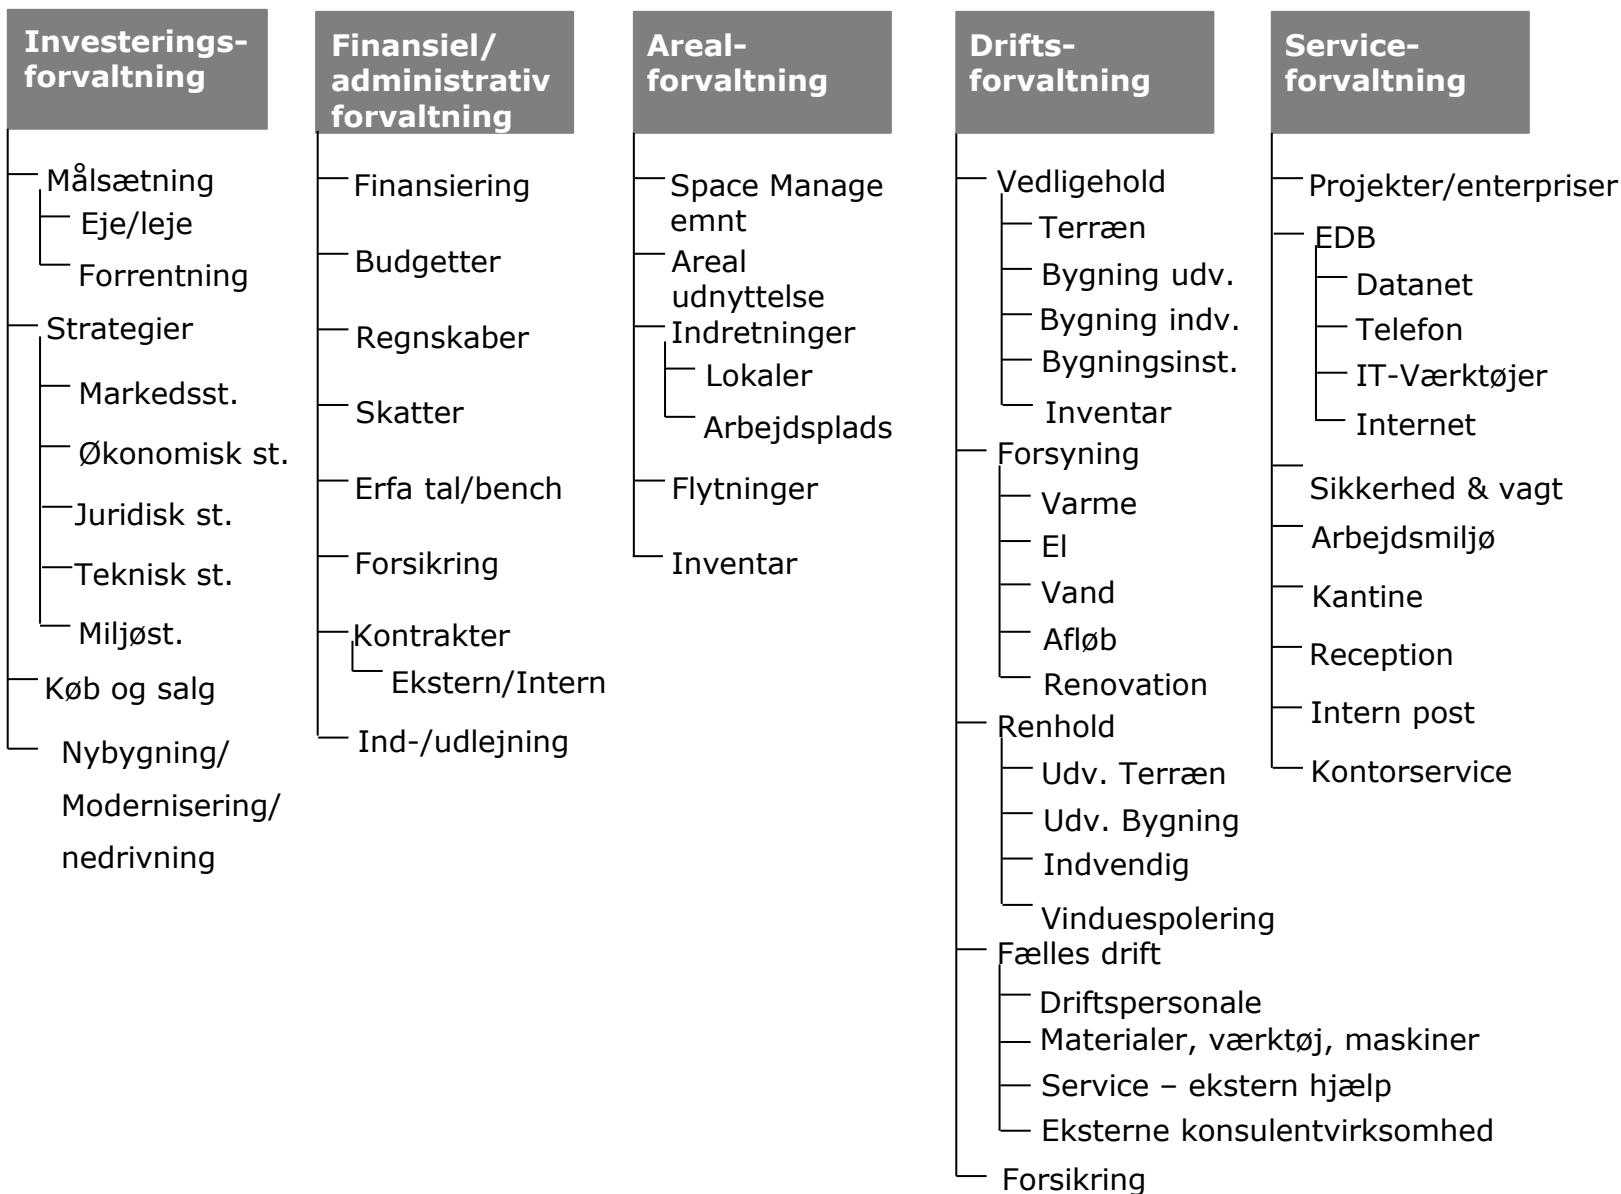 Investerings-
forvaltning
Målsætning
Eje/leje
Forrentning
Strategier
Markedsst.
Økonomisk st.
Juridisk st.
Teknisk st.
Miljøst.
Køb og salg
Nybygning/
Modernisering/
nedrivning
Finansiel/
administrativ
forvaltning
Finansiering
Budgetter
Regnskaber
Skatter
Erfa tal/bench
Forsikring
Kontrakter
Ekstern/Intern
Ind-/udlejning
Areal-
forvaltning
Space Manage
emnt
Areal
udnyttelse
Indretninger
Lokaler
Arbejdsplads
Flytninger
Inventar
Drifts-
forvaltning
Vedligehold
Terræn
Bygning udv.
Bygning indv.
Bygningsinst.
Inventar
Forsyning
Varme
El
Vand
Afløb
Renovation
Renhold
Udv. Terræn
Udv. Bygning
Indvendig
Vinduespolering
Fælles drift
Driftspersonale
Materialer, værktøj, maskiner
Service – ekstern hjælp
Eksterne konsulentvirksomhed
Forsikring
Service-
forvaltning
Projekter/enterpriser
EDB
Datanet
Telefon
IT-Værktøjer
Internet
Sikkerhed & vagt
Arbejdsmiljø
Kantine
Reception
Intern post
Kontorservice